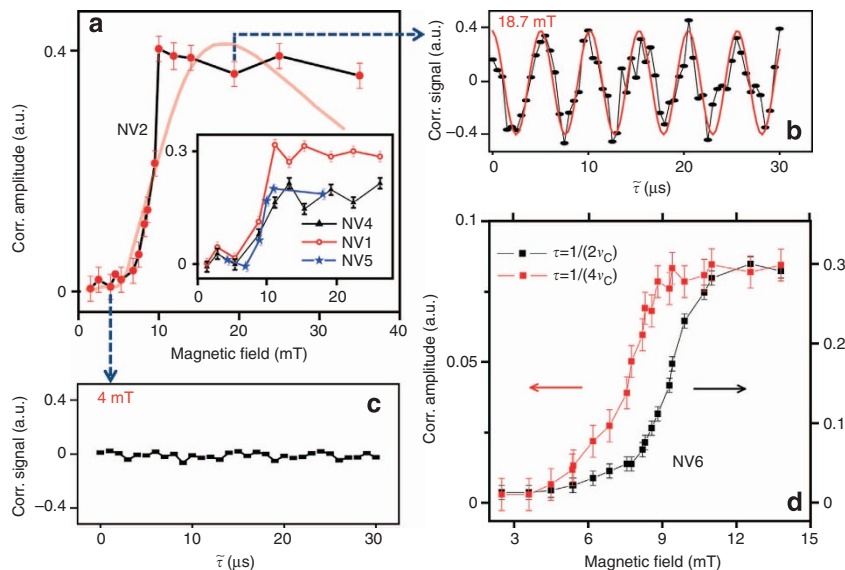 a
Corr. amplitude (a.u.)
0.4
0
NV2
0.3
0
NV4
NV1
NV5
10
20
0
10
20
30
40
Magnetic field (mT)
18.7 mT
Corr. signal (a.u.)
0.4
0
−0.4
b
0
10
20
30
τ̃ (μs)
4 mT
c
Corr. signal (a.u.)
0
−0.4
0
10
20
30
τ̃ (μs)
Corr. amplitude (a.u.)
0.1
0.05
0
τ=1/(2νC)
τ=1/(4νC)
0.3
0.2
0.1
0
NV6
d
3
6
9
12
15
Magnetic field (mT)